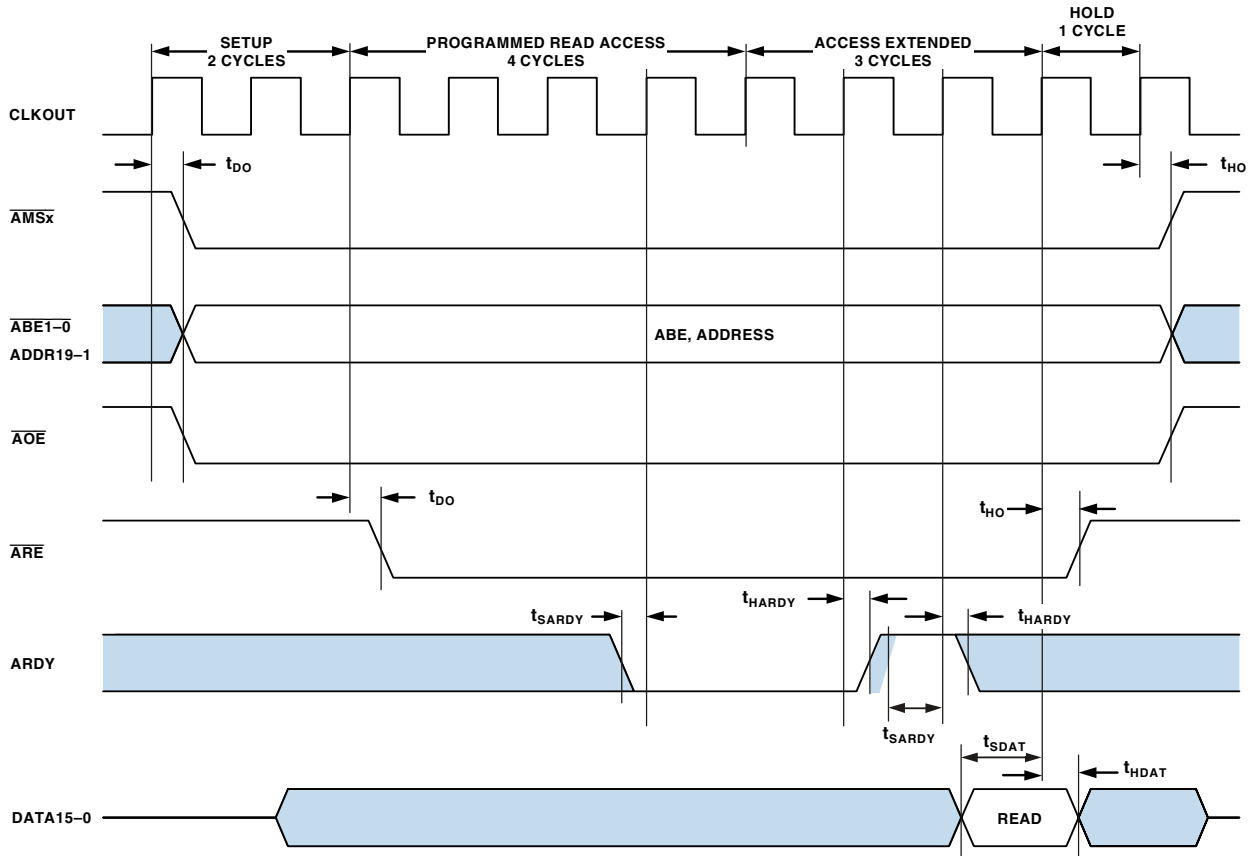 HOLD
1 CYCLE
SETUP
2 CYCLES
PROGRAMMED READ ACCESS
4 CYCLES
ACCESS EXTENDED
3 CYCLES
CLKOUT
tDO
tHO
AMSx
ABE1–0
ADDR19–1
ABE, ADDRESS
AOE
tDO
tHO
ARE
tSARDY
tHARDY
tHARDY
ARDY
tSARDY
tSDAT
tHDAT
DATA15–0
READ